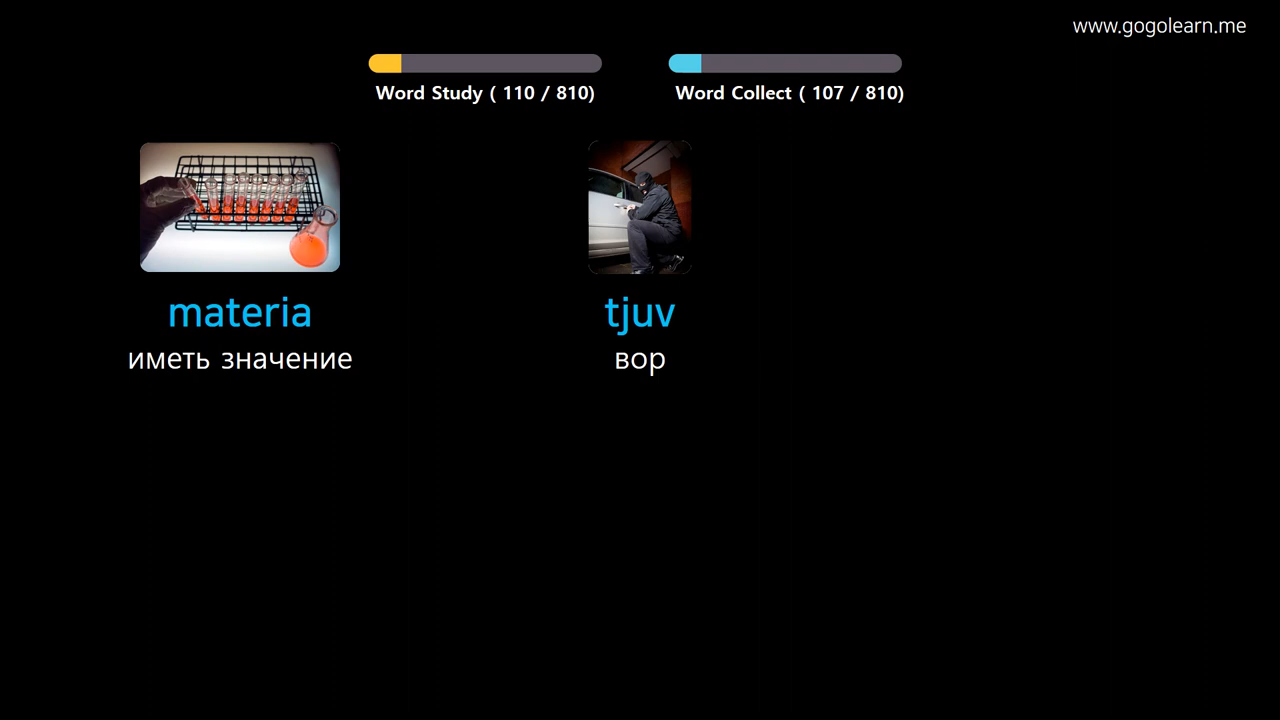 www.gogolearn.me
Word Study ( 110 / 810)
Word Collect ( 107 / 810)
materia
tjuv
иметь значение
вор